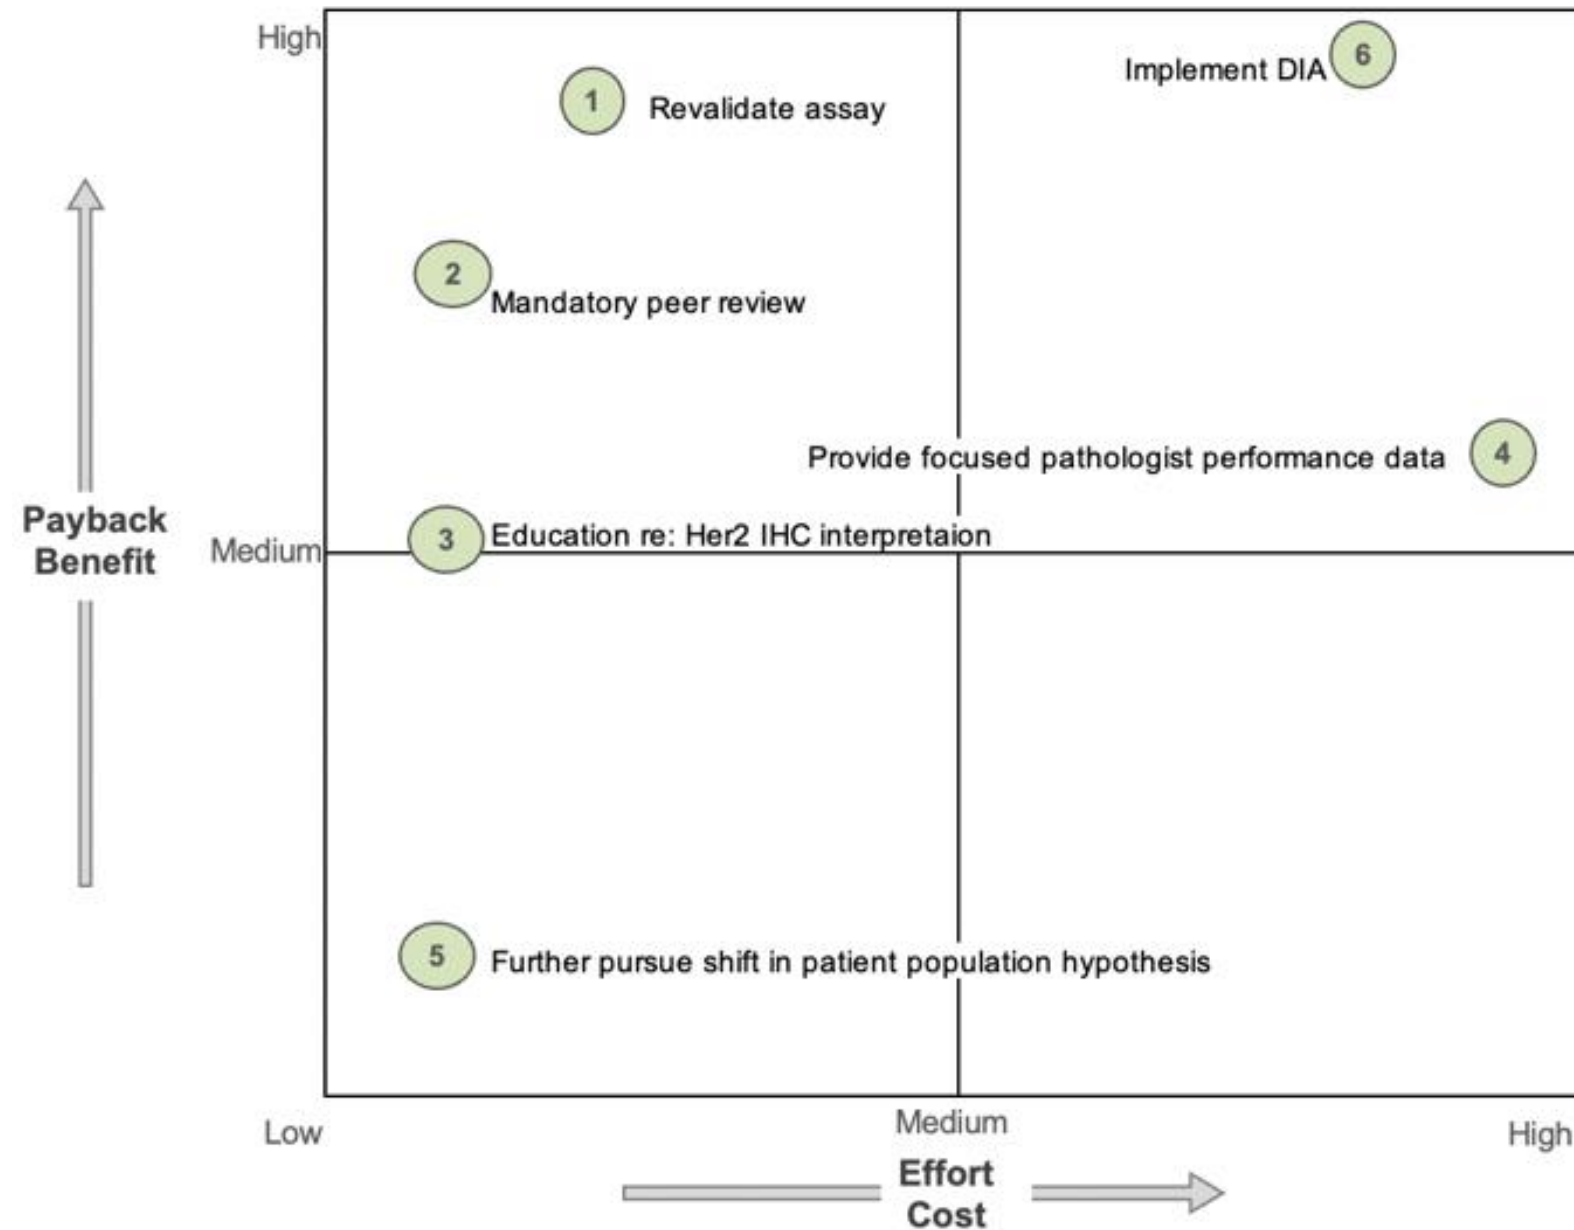 High
6
Implement DIA
1
Revalidate assay
2
Mandatory peer review
Provide focused pathologist performance data
4
Payback
Benefit
Medium
3
Education re: Her2 IHC interpretaion
5
Further pursue shift in patient population hypothesis
Low
Medium
High
Effort
Cost